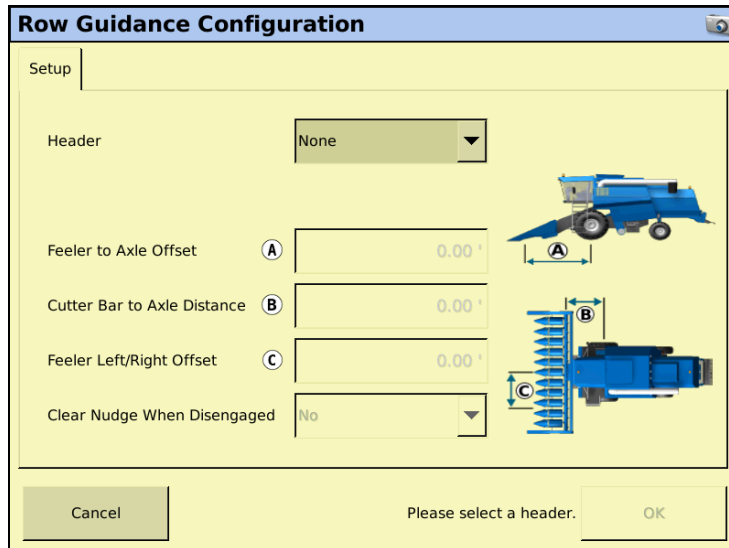 Row Guidance Configuration
Setup
Header None
Feeler to Axle Offset A 0.00 '
A
Cutter Bar to Axle Distance B 0.00 '
B
Feeler Left/Right Offset C 0.00 '
C
Clear Nudge When Disengaged No
Cancel Please select a header. OK